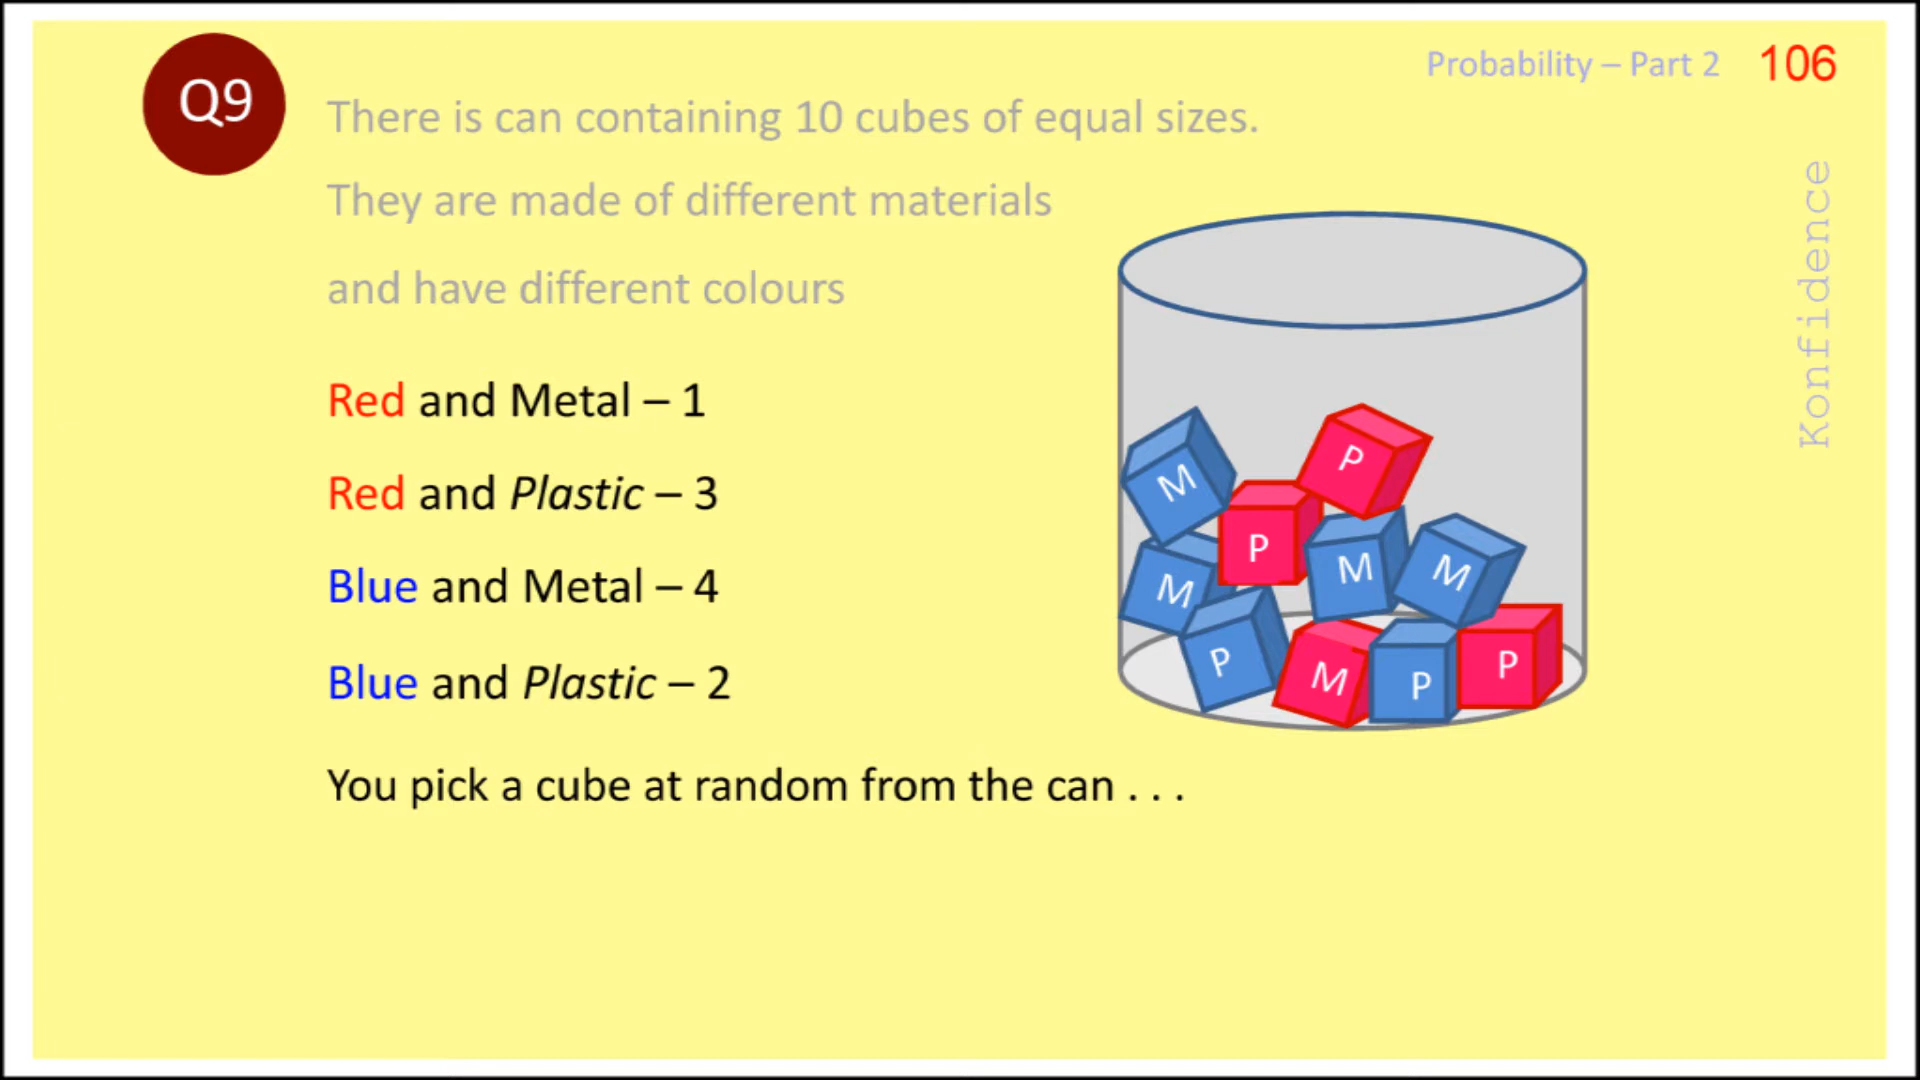 Q9
Probability – Part 2 106
There is can containing 10 cubes of equal sizes.
They are made of different materials
and have different colours
Red and Metal – 1
Red and Plastic – 3
Blue and Metal – 4
Blue and Plastic – 2
You pick a cube at random from the can . . .
Konfidence
M
P
P
M
M
M
P
M
P
P